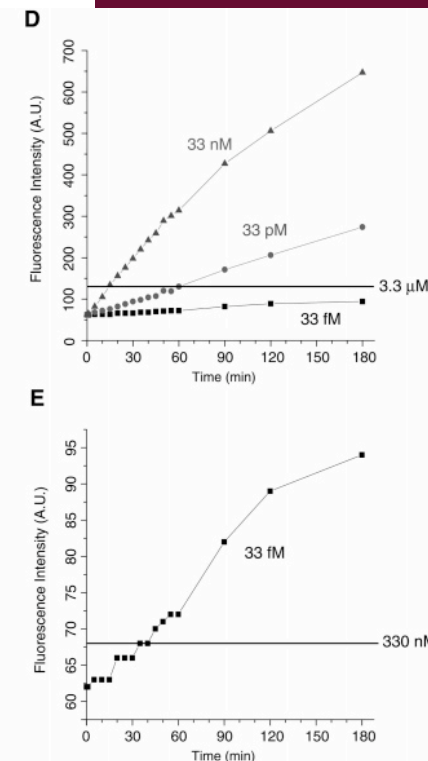 D
Fluorescence Intensity (A.U.)
700
600
500
400
300
200
100
0
33 nM
33 pM
3.3 µM
33 fM
0 30 60 90 120 150 180
Time (min)
E
Fluorescence Intensity (A.U.)
95
90
85
80
75
70
65
60
33 fM
330 nM
0 30 60 90 120 150 180
Time (min)